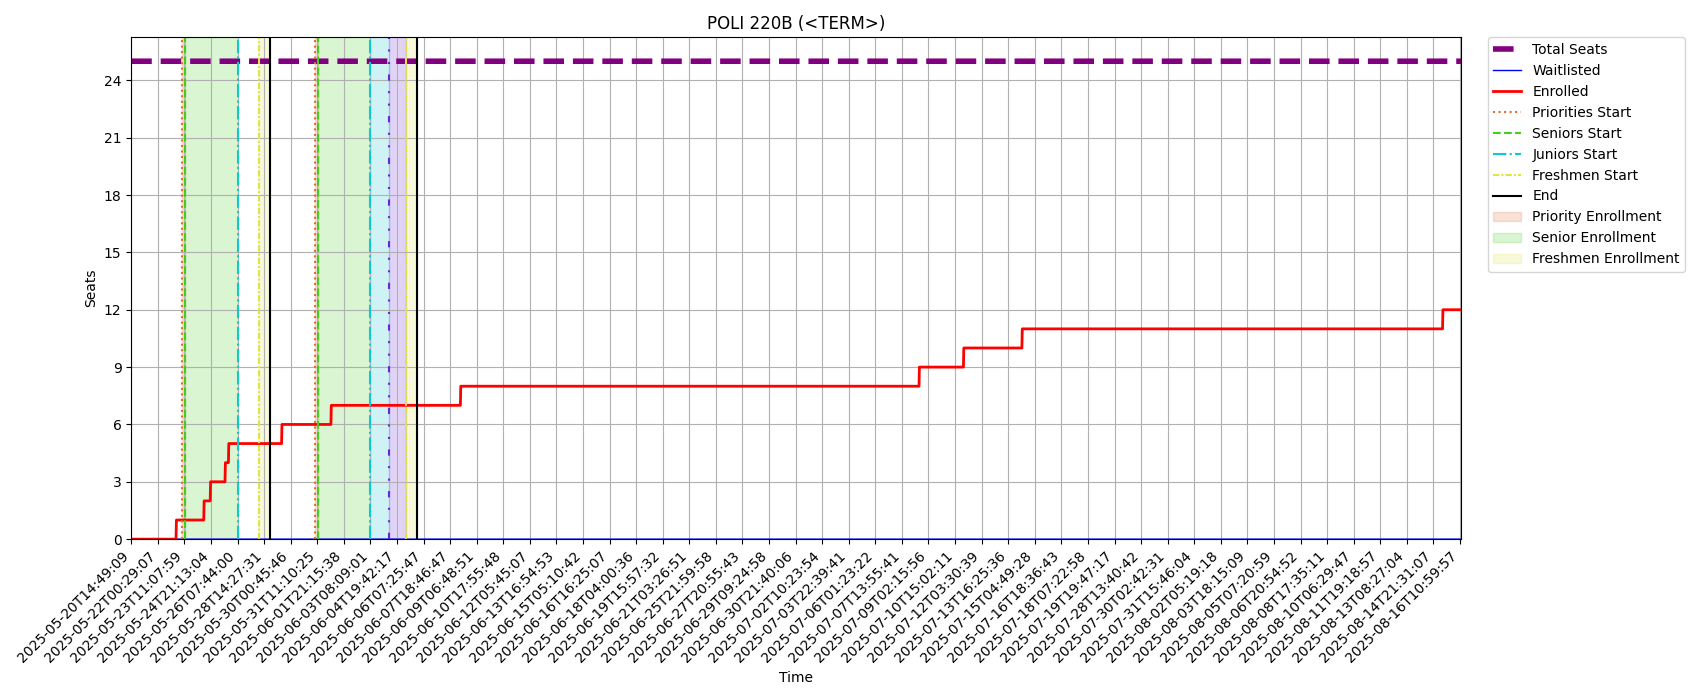 POLI 220B (<TERM>)
Total Seats
Waitlisted
Enrolled
Priorities Start
Seniors Start
Juniors Start
Freshmen Start
End
Priority Enrollment
Senior Enrollment
Freshmen Enrollment
Seats
24
21
18
15
12
9
6
3
0
2025-05-20T14:49:09
2025-05-22T00:29:07
2025-05-23T11:07:59
2025-05-24T21:13:04
2025-05-26T07:44:00
2025-05-28T14:27:31
2025-05-30T00:45:46
2025-05-31T11:10:25
2025-06-01T21:15:38
2025-06-03T08:09:01
2025-06-04T19:42:17
2025-06-06T07:25:47
2025-06-07T18:46:47
2025-06-09T06:48:51
2025-06-10T17:55:48
2025-06-12T05:45:07
2025-06-13T16:54:53
2025-06-15T05:10:42
2025-06-16T16:25:07
2025-06-18T04:00:36
2025-06-19T15:57:32
2025-06-21T03:26:51
2025-06-25T21:59:58
2025-06-27T20:55:43
2025-06-29T09:24:58
2025-06-30T21:40:06
2025-07-02T10:23:54
2025-07-03T22:39:41
2025-07-06T01:23:22
2025-07-07T13:55:41
2025-07-09T02:15:56
2025-07-10T15:02:11
2025-07-12T03:30:39
2025-07-13T16:25:36
2025-07-15T04:49:28
2025-07-16T18:36:43
2025-07-18T07:22:58
2025-07-19T19:47:17
2025-07-28T13:40:42
2025-07-30T02:42:31
2025-07-31T15:46:04
2025-08-02T05:19:18
2025-08-03T18:15:09
2025-08-05T07:20:59
2025-08-06T20:54:52
2025-08-08T17:35:11
2025-08-10T06:29:47
2025-08-11T19:18:57
2025-08-13T08:27:04
2025-08-14T21:31:07
2025-08-16T10:59:57
Time